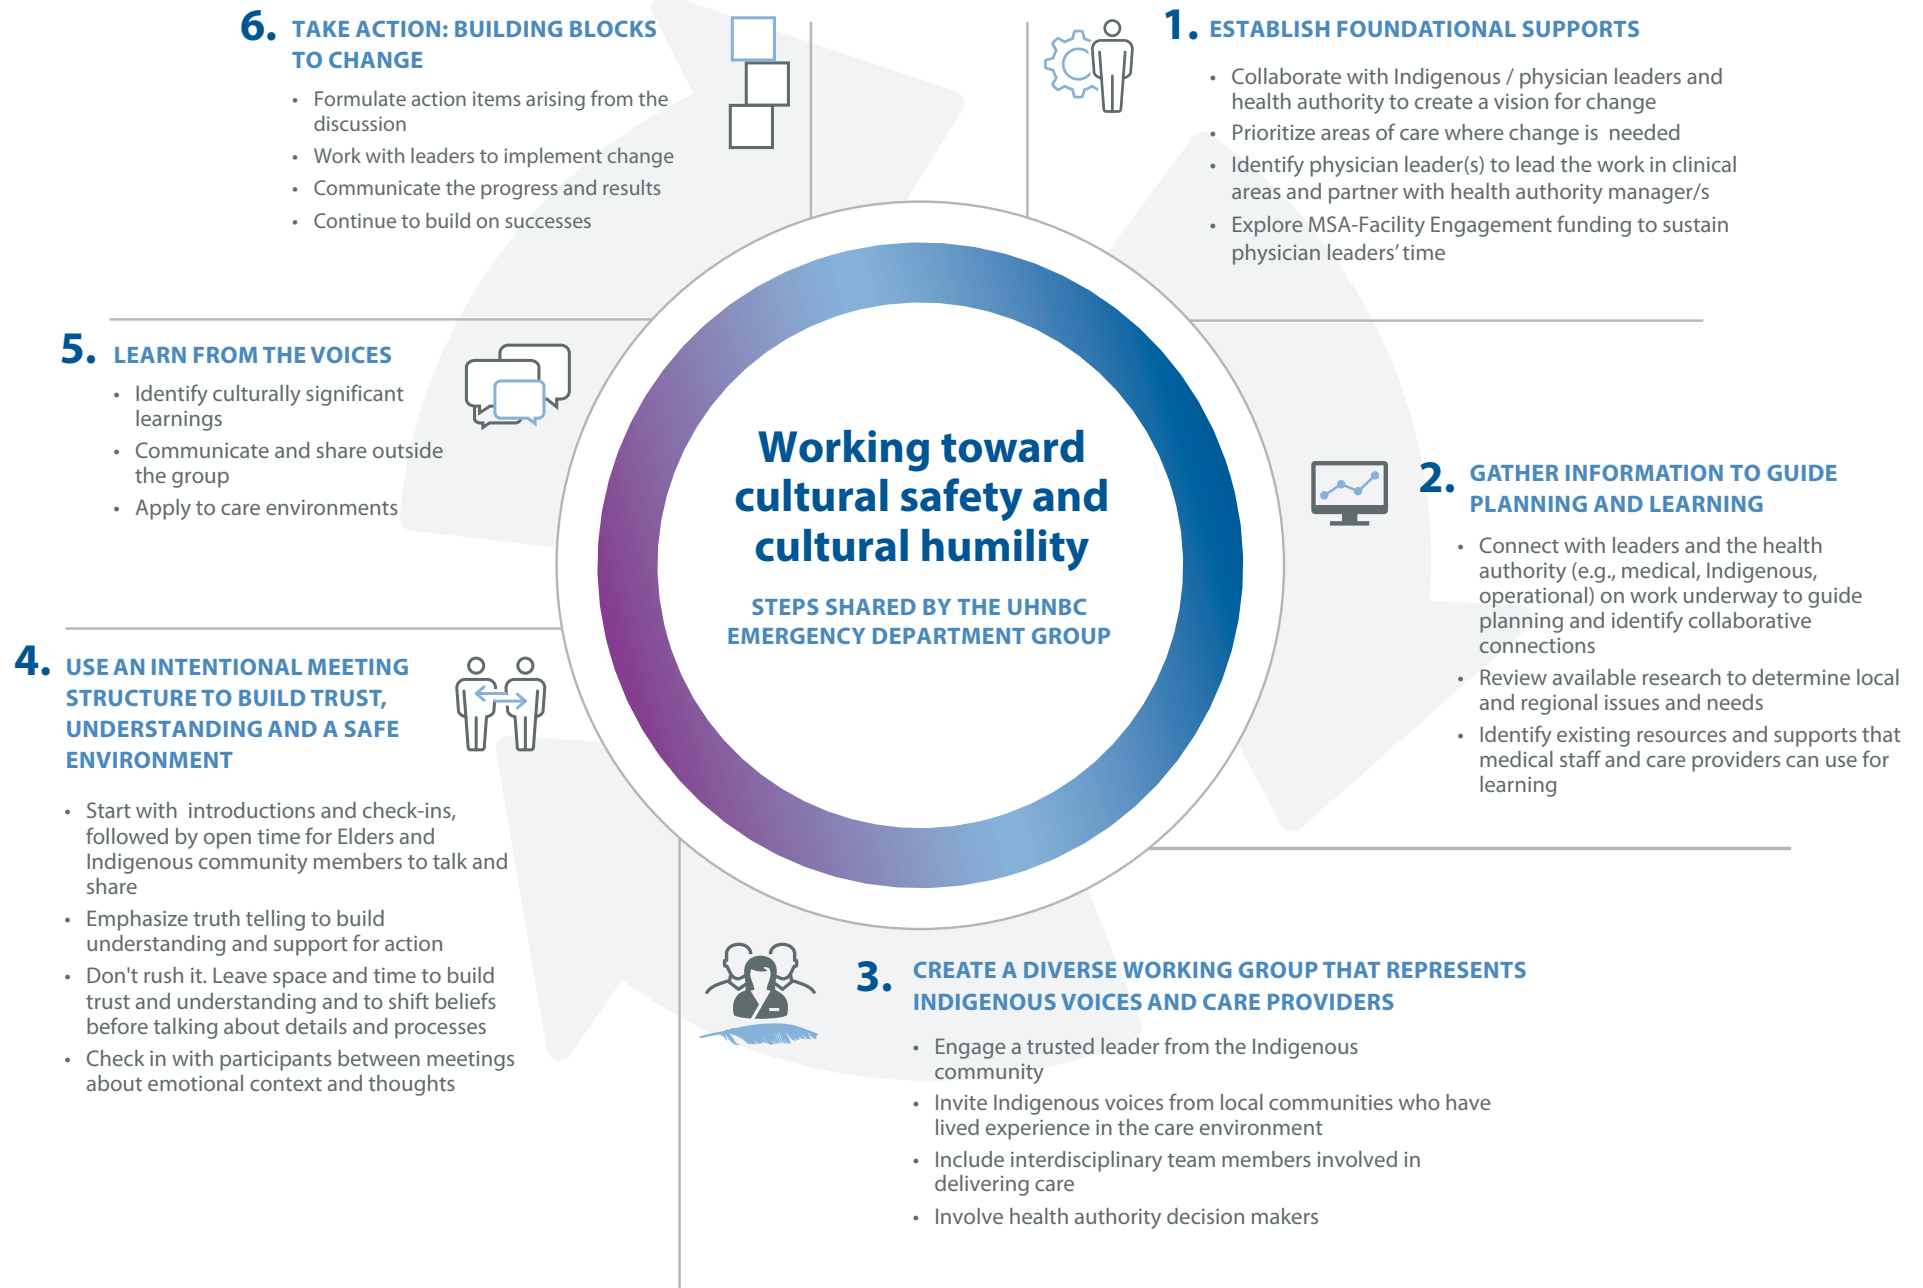 Working toward
cultural safety and
cultural humility
STEPS SHARED BY THE UHNBC
EMERGENCY DEPARTMENT GROUP
1. ESTABLISH FOUNDATIONAL SUPPORTS
• Collaborate with Indigenous / physician leaders and
health authority to create a vision for change
• Prioritize areas of care where change is needed
• Identify physician leader(s) to lead the work in clinical
areas and partner with health authority manager/s
• Explore MSA-Facility Engagement funding to sustain
physician leaders' time
2. GATHER INFORMATION TO GUIDE
PLANNING AND LEARNING
• Connect with leaders and the health
authority (e.g., medical, Indigenous,
operational) on work underway to guide
planning and identify collaborative
connections
• Review available research to determine local
and regional issues and needs
• Identify existing resources and supports that
medical staff and care providers can use for
learning
3. CREATE A DIVERSE WORKING GROUP THAT REPRESENTS
INDIGENOUS VOICES AND CARE PROVIDERS
• Engage a trusted leader from the Indigenous
community
• Invite Indigenous voices from local communities who have
lived experience in the care environment
• Include interdisciplinary team members involved in
delivering care
• Involve health authority decision makers
4. USE AN INTENTIONAL MEETING
STRUCTURE TO BUILD TRUST,
UNDERSTANDING AND A SAFE
ENVIRONMENT
• Start with introductions and check-ins,
followed by open time for Elders and
Indigenous community members to talk and
share
• Emphasize truth telling to build
understanding and support for action
• Don't rush it. Leave space and time to build
trust and understanding and to shift beliefs
before talking about details and processes
• Check in with participants between meetings
about emotional context and thoughts
5. LEARN FROM THE VOICES
• Identify culturally significant
learnings
• Communicate and share outside
the group
• Apply to care environments
6. TAKE ACTION: BUILDING BLOCKS
TO CHANGE
• Formulate action items arising from the
discussion
• Work with leaders to implement change
• Communicate the progress and results
• Continue to build on successes